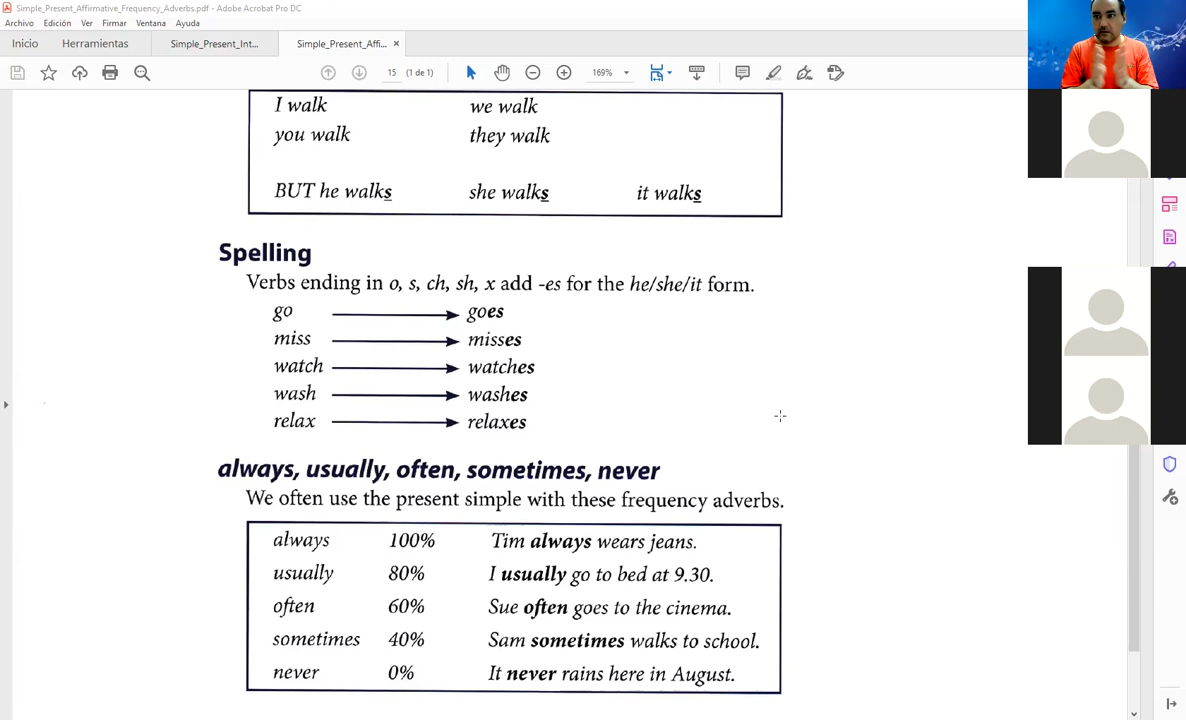 Simple_Present_Affirmative_Frequency_Adverbs.pdf - Adobe Acrobat Pro DC
Archivo Edición Ver Firmar Ventana Ayuda
Inicio Herramientas Simple_Present_Int... Simple_Present_Affi... ×
15 (1 de 1) 169%
I walk we walk
you walk they walk
BUT he walks she walks it walks
Spelling
Verbs ending in o, s, ch, sh, x add -es for the he/she/it form.
go goes
miss misses
watch watches
wash washes
relax relaxes
always, usually, often, sometimes, never
We often use the present simple with these frequency adverbs.
always 100% Tim always wears jeans.
usually 80% I usually go to bed at 9.30.
often 60% Sue often goes to the cinema.
sometimes 40% Sam sometimes walks to school.
never 0% It never rains here in August.